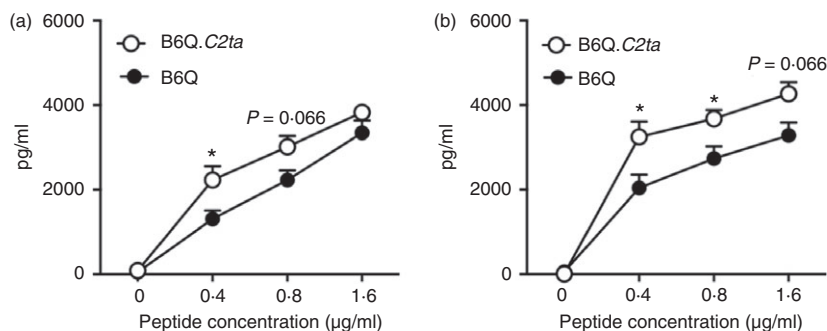 (a)
6000
4000
2000
0
pg/ml
B6Q.C2ta
B6Q
*
P = 0·066
0
0·4
0·8
1·6
Peptide concentration (µg/ml)
(b)
6000
4000
2000
0
pg/ml
B6Q.C2ta
B6Q
*
*
P = 0·066
0
0·4
0·8
1·6
Peptide concentration (µg/ml)